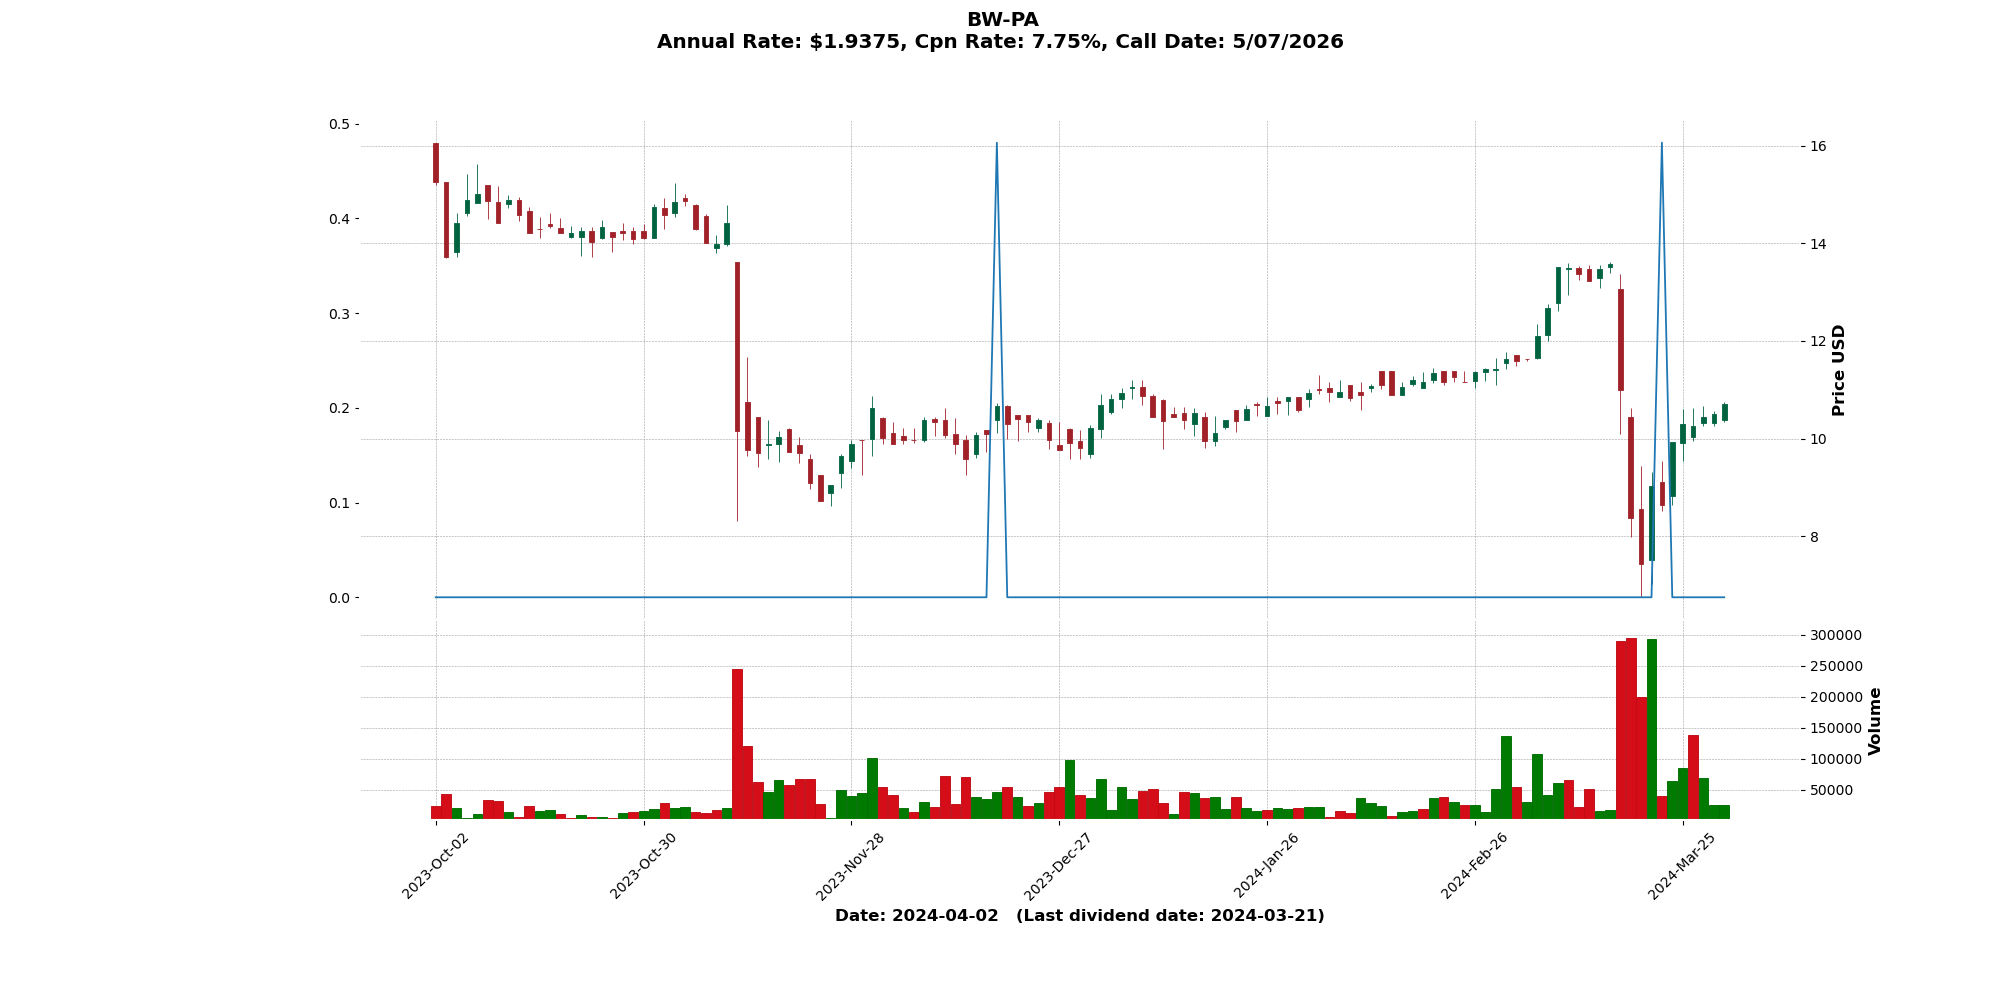 BW-PA
Annual Rate: $1.9375, Cpn Rate: 7.75%, Call Date: 5/07/2026
0.5
0.4
0.3
0.2
0.1
0.0
16
14
12
10
8
Price USD
300000
250000
200000
150000
100000
50000
Volume
2023-Oct-02
2023-Oct-30
2023-Nov-28
2023-Dec-27
2024-Jan-26
2024-Feb-26
2024-Mar-25
Date: 2024-04-02   (Last dividend date: 2024-03-21)